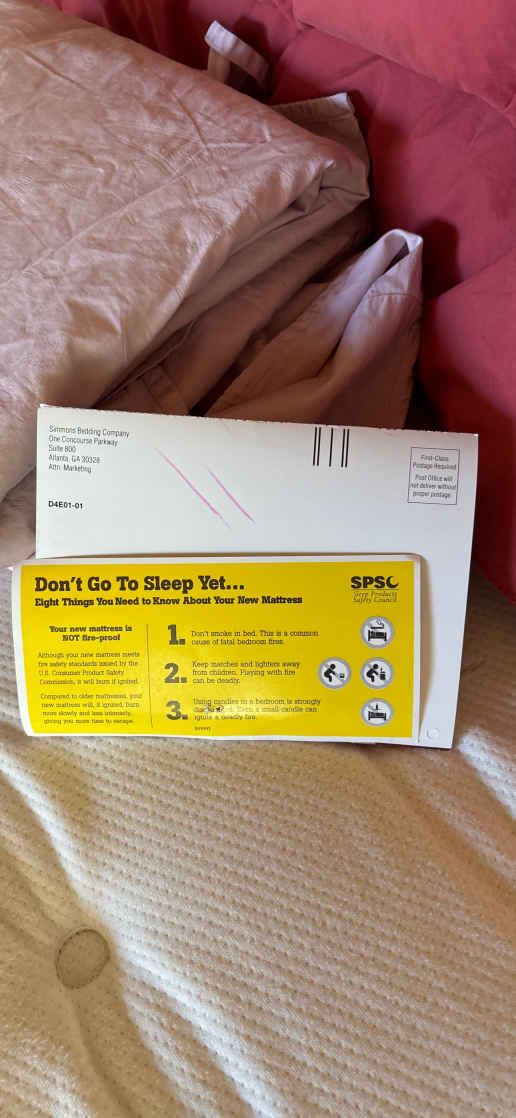 Simmons Bedding Company
One Concourse Parkway
Suite 800
Atlanta, GA 30328
Attn: Marketing
D4E01-01
First-Class
Postage Required
Post Office will
not deliver without
proper postage.
Don't Go To Sleep Yet...
Eight Things You Need to Know About Your New Mattress
SPSC
Sleep Products
Safety Council
Your new mattress is
NOT fire-proof
Although your new mattress meets
fire safety standards issued by the
U.S. Consumer Product Safety
Commission, it will burn if ignited.
Compared to older mattresses, your
new mattress will, if ignited, burn
more slowly and less intensely,
giving you more time to escape.
1. Don't smoke in bed. This is a common
cause of fatal bedroom fires.
2. Keep matches and lighters away
from children. Playing with fire
can be deadly.
3. Using candles in a bedroom is strongly
Even a small candle can
ignite a deadly fire.
(over)